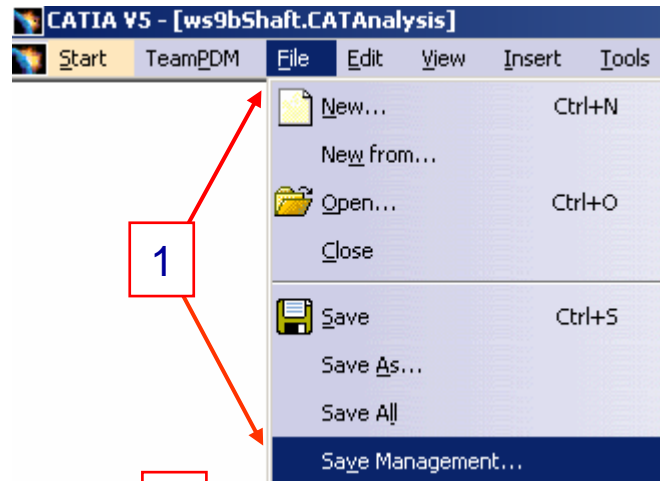 CATIA V5 - [ws9bShaft.CATAnalysis]
Start TeamPDM File Edit View Insert Tools
New... Ctrl+N
New from...
Open... Ctrl+O
Close
1
Save Ctrl+S
Save As...
Save All
Save Management...